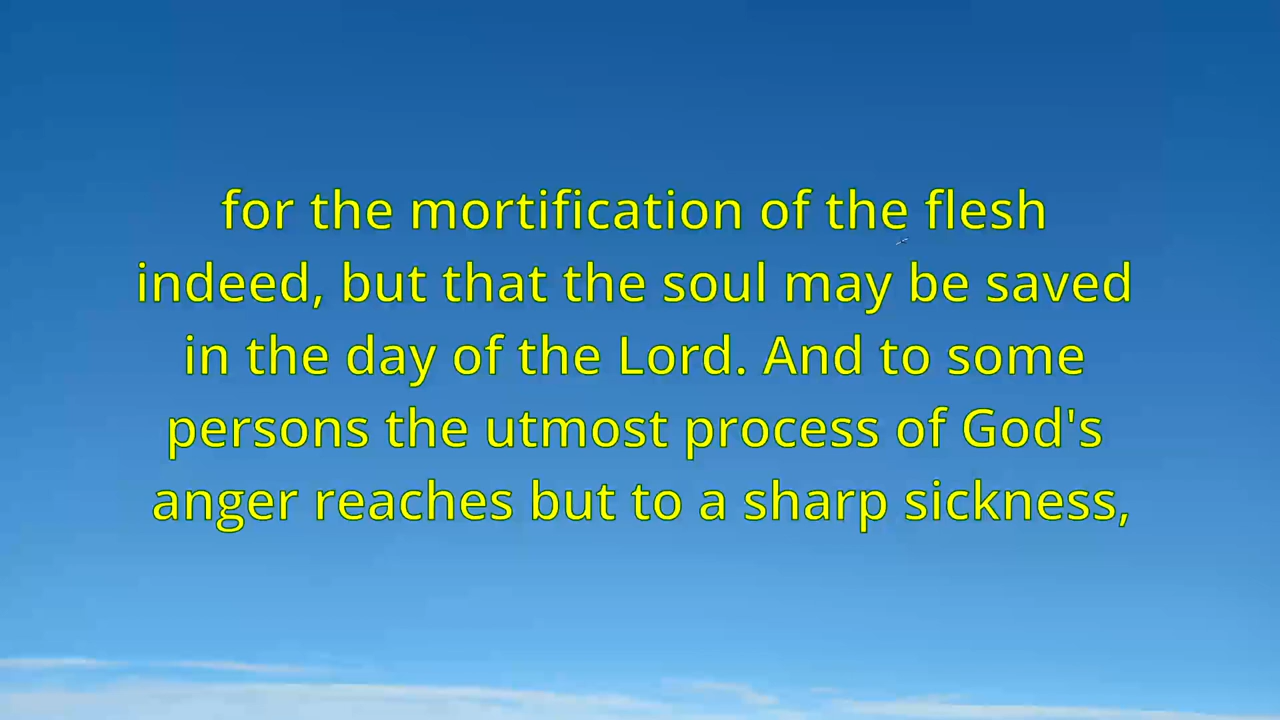 for the mortification of the flesh
indeed, but that the soul may be saved
in the day of the Lord. And to some
persons the utmost process of God's
anger reaches but to a sharp sickness,